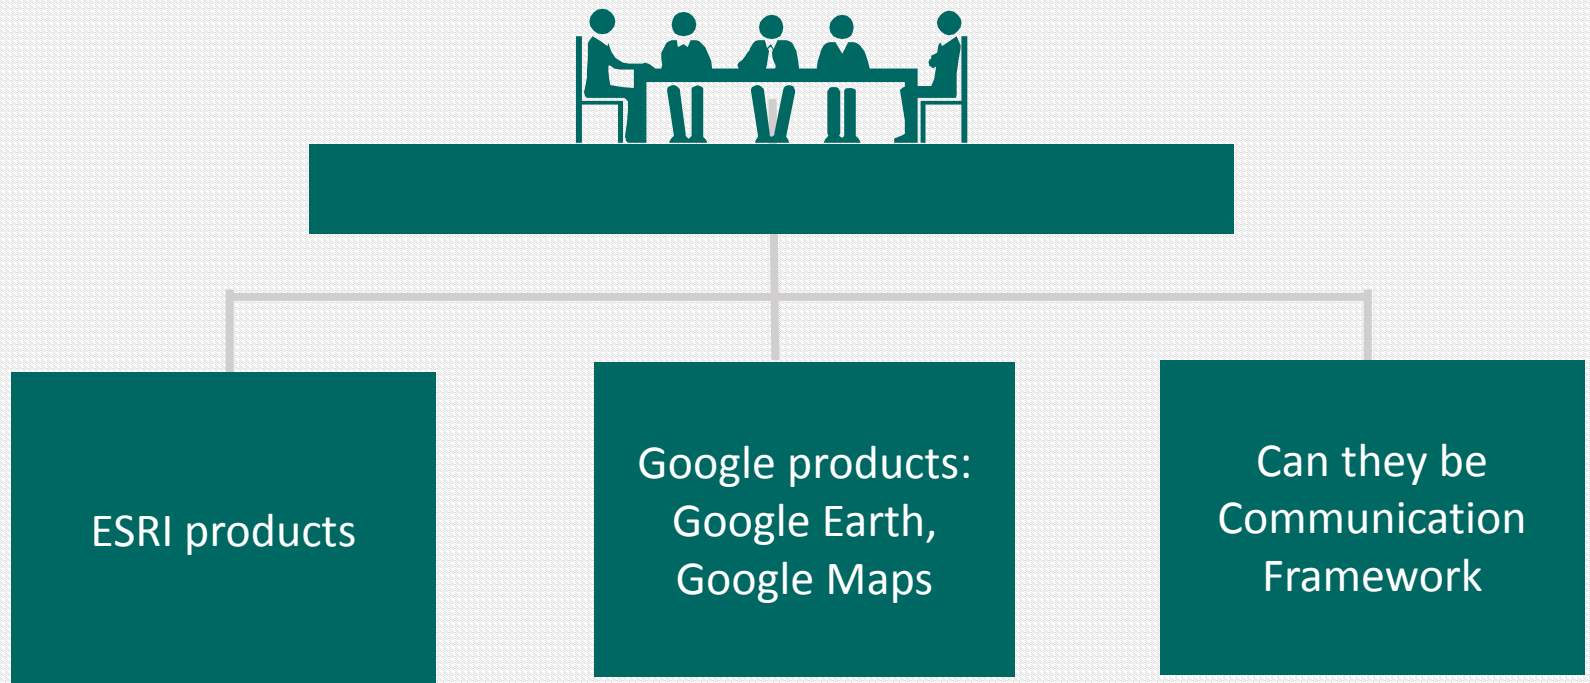 ESRI products
Google products:
Google Earth,
Google Maps
Can they be
Communication
Framework